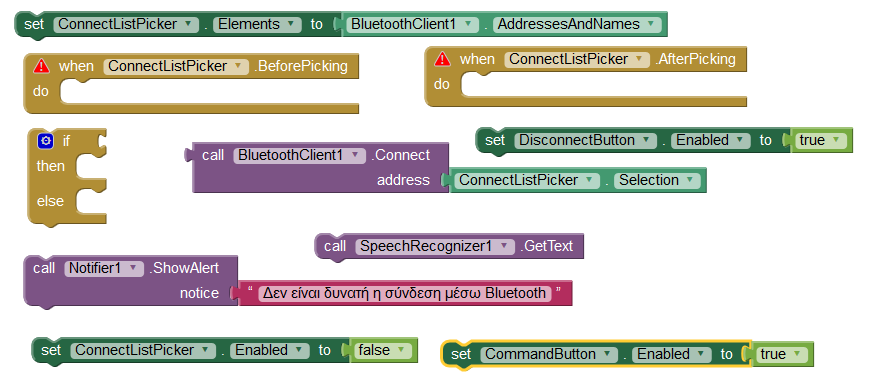 set ConnectListPicker . Elements to BluetoothClient1 . AddressesAndNames
when ConnectListPicker .BeforePicking
do
when ConnectListPicker .AfterPicking
do
if
then
else
call BluetoothClient1 .Connect
address ConnectListPicker . Selection
set DisconnectButton . Enabled to true
call SpeechRecognizer1 .GetText
call Notifier1 .ShowAlert
notice “ Δεν είναι δυνατή η σύνδεση μέσω Bluetooth ”
set ConnectListPicker . Enabled to false
set CommandButton . Enabled to true